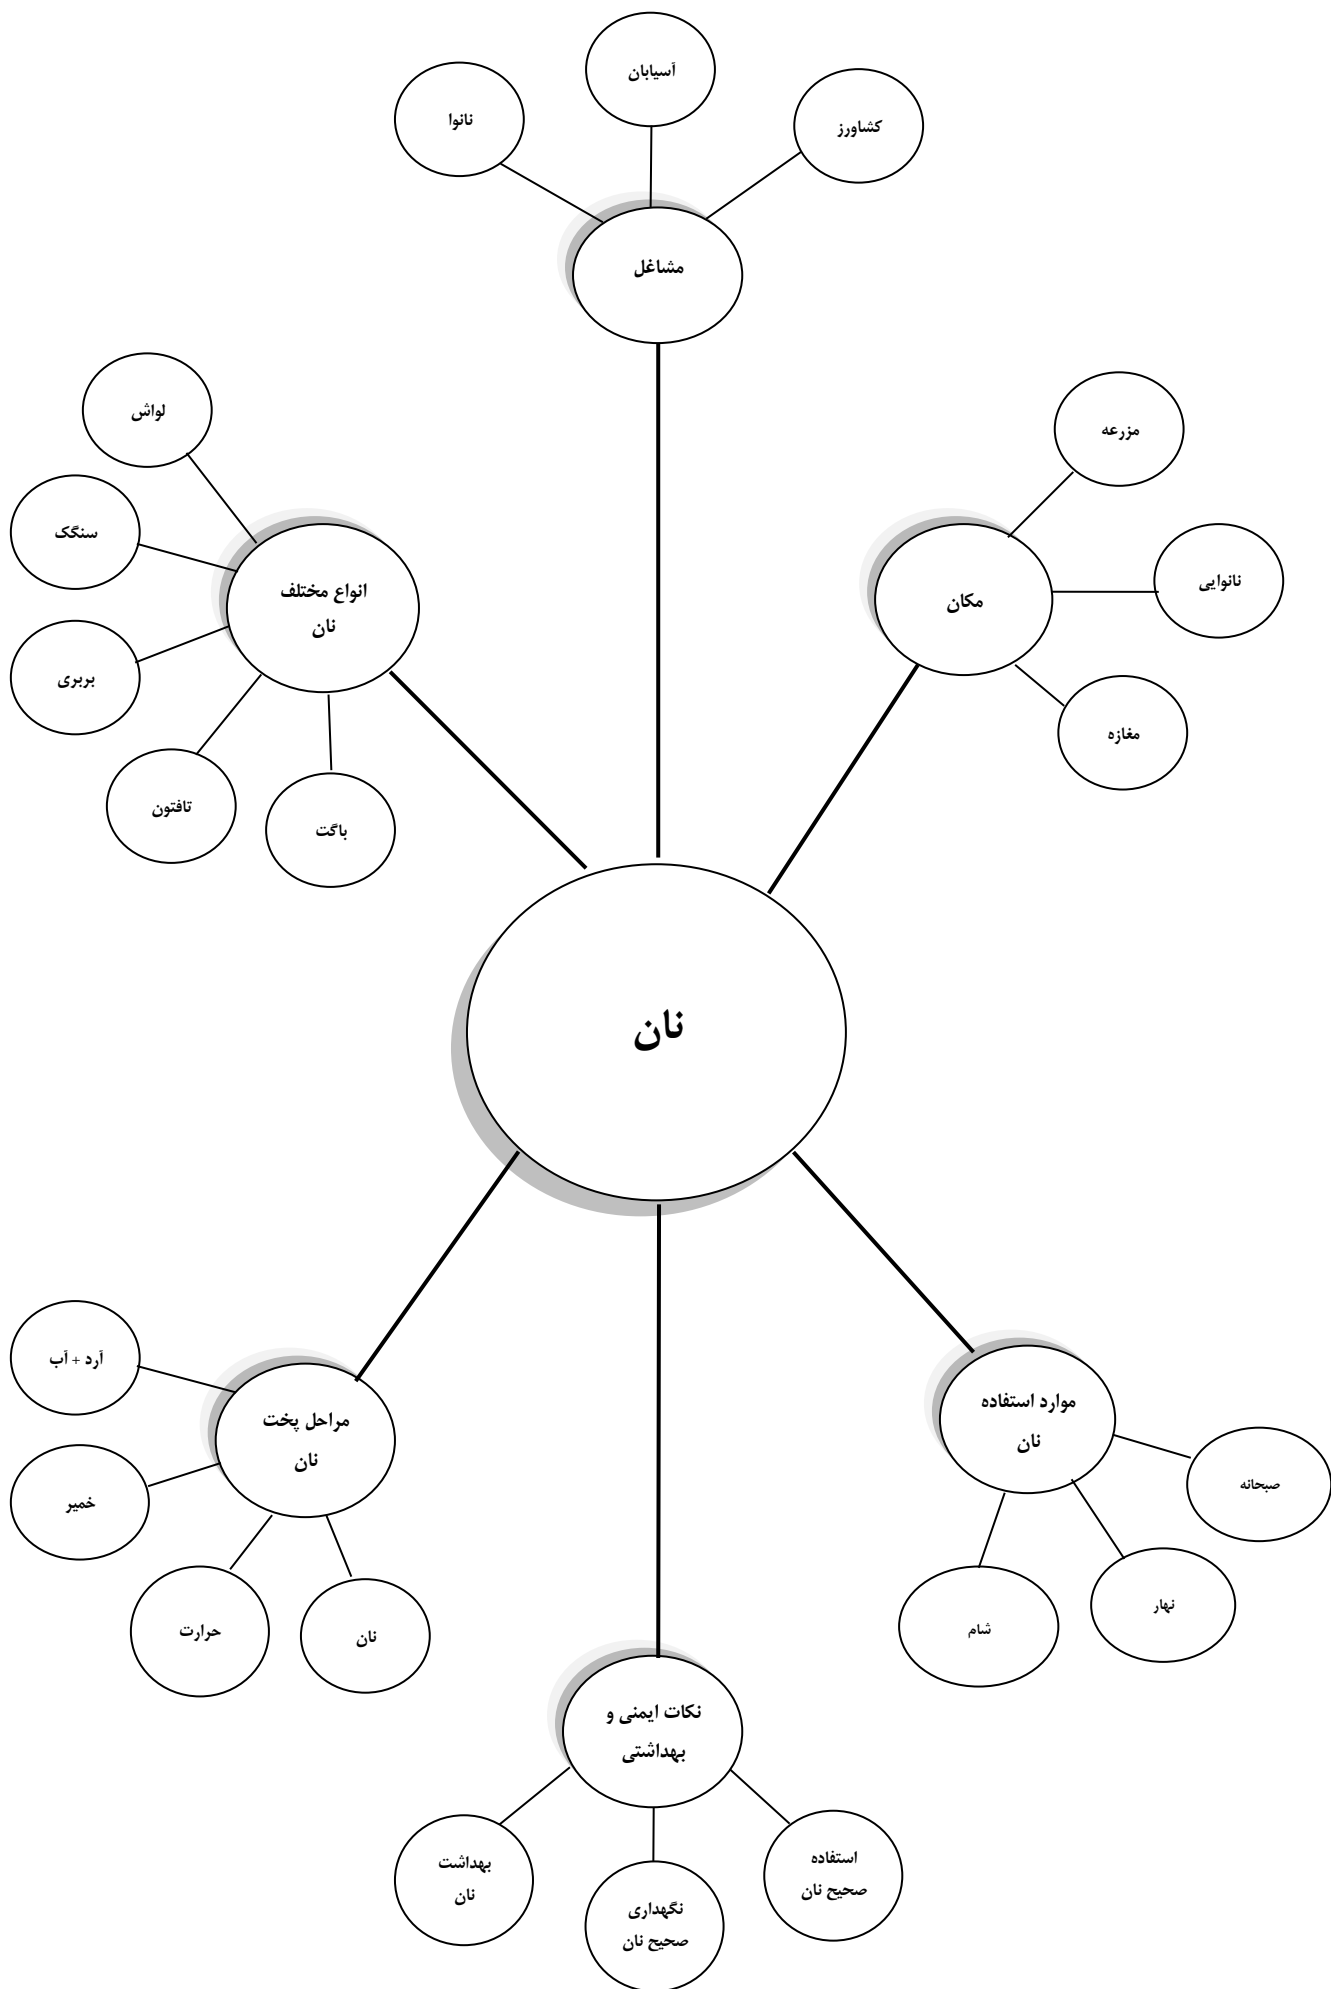 آسیابان
نانوا
کشاورز
مشاغل
لواش
سنگک
بربری
تافتون
باگت
انواع مختلف
نان
مزرعه
نانوایی
مغازه
مکان
نان
آرد + آب
خمیر
حرارت
نان
مراحل پخت
نان
موارد استفاده
نان
صبحانه
نهار
شام
نکات ایمنی و
بهداشتی
استفاده
صحیح نان
نگهداری
صحیح نان
بهداشت
نان